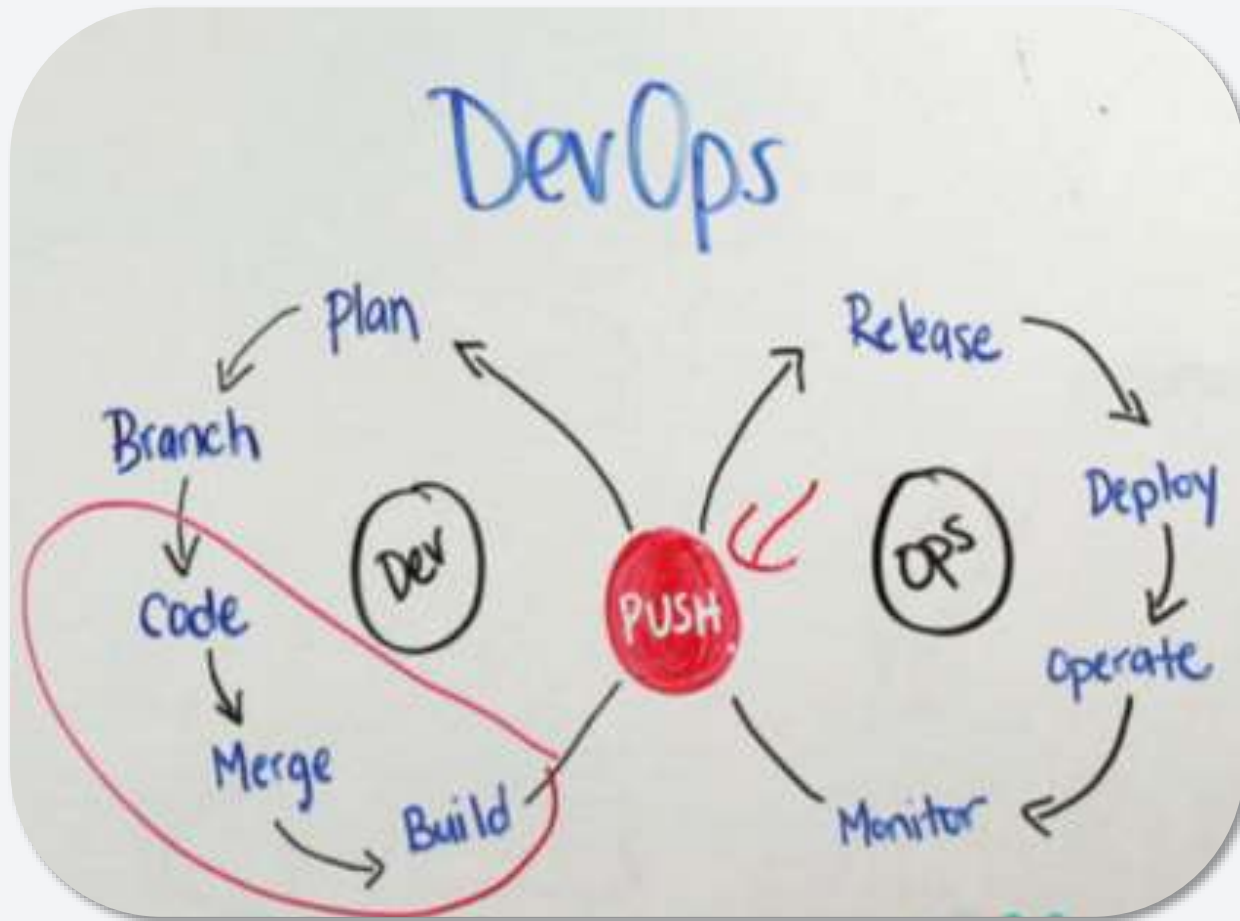 DevOps
Plan
Branch
Code
Merge
Build
Dev
PUSH
Release
Deploy
Operate
Monitor
Ops